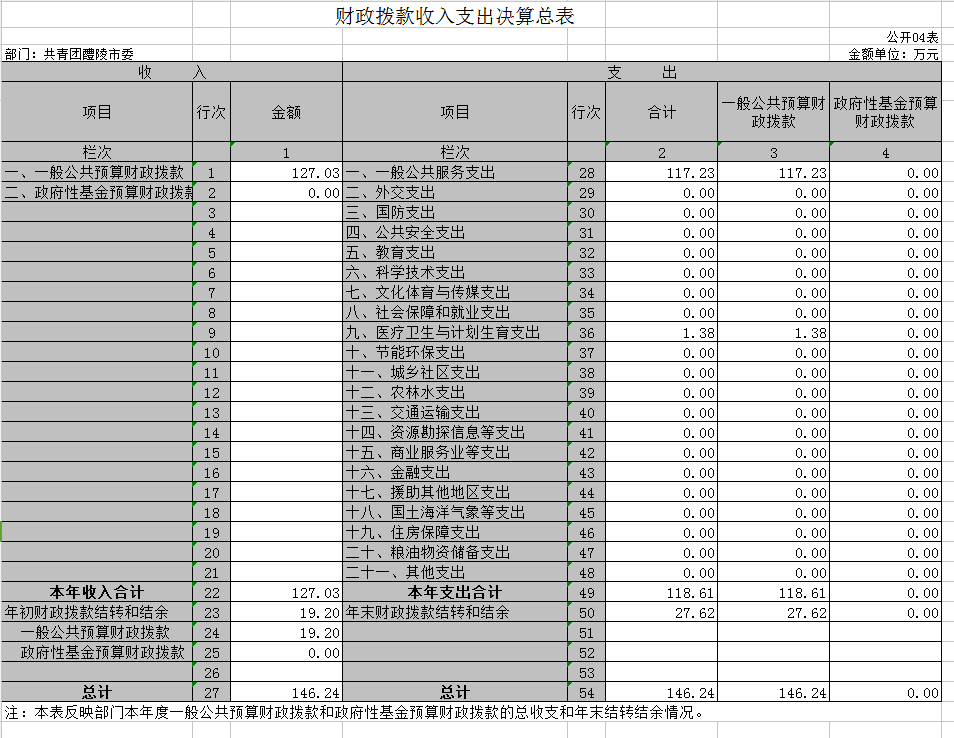 财政拨款收入支出决算总表
公开04表
部门：共青团醴陵市委 金额单位：万元
收 入 支 出
项目 行次 金额 项目 行次 合计 一般公共预算财政拨款 政府性基金预算财政拨款
栏次 1 栏次 2 3 4
一、一般公共预算财政拨款 1 127.03 一、一般公共服务支出 28 117.23 117.23 0.00
二、政府性基金预算财政拨款 2 0.00 二、外交支出 29 0.00 0.00 0.00
3 三、国防支出 30 0.00 0.00 0.00
4 四、公共安全支出 31 0.00 0.00 0.00
5 五、教育支出 32 0.00 0.00 0.00
6 六、科学技术支出 33 0.00 0.00 0.00
7 七、文化体育与传媒支出 34 0.00 0.00 0.00
8 八、社会保障和就业支出 35 0.00 0.00 0.00
9 九、医疗卫生与计划生育支出 36 1.38 1.38 0.00
10 十、节能环保支出 37 0.00 0.00 0.00
11 十一、城乡社区支出 38 0.00 0.00 0.00
12 十二、农林水支出 39 0.00 0.00 0.00
13 十三、交通运输支出 40 0.00 0.00 0.00
14 十四、资源勘探信息等支出 41 0.00 0.00 0.00
15 十五、商业服务业等支出 42 0.00 0.00 0.00
16 十六、金融支出 43 0.00 0.00 0.00
17 十七、援助其他地区支出 44 0.00 0.00 0.00
18 十八、国土海洋气象等支出 45 0.00 0.00 0.00
19 十九、住房保障支出 46 0.00 0.00 0.00
20 二十、粮油物资储备支出 47 0.00 0.00 0.00
21 二十一、其他支出 48 0.00 0.00 0.00
本年收入合计 22 127.03 本年支出合计 49 118.61 118.61 0.00
年初财政拨款结转和结余 23 19.20 年末财政拨款结转和结余 50 27.62 27.62 0.00
一般公共预算财政拨款 24 19.20 51
政府性基金预算财政拨款 25 0.00 52
26 53
总计 27 146.24 总计 54 146.24 146.24 0.00
注：本表反映部门本年度一般公共预算财政拨款和政府性基金预算财政拨款的总收支和年末结转结余情况。